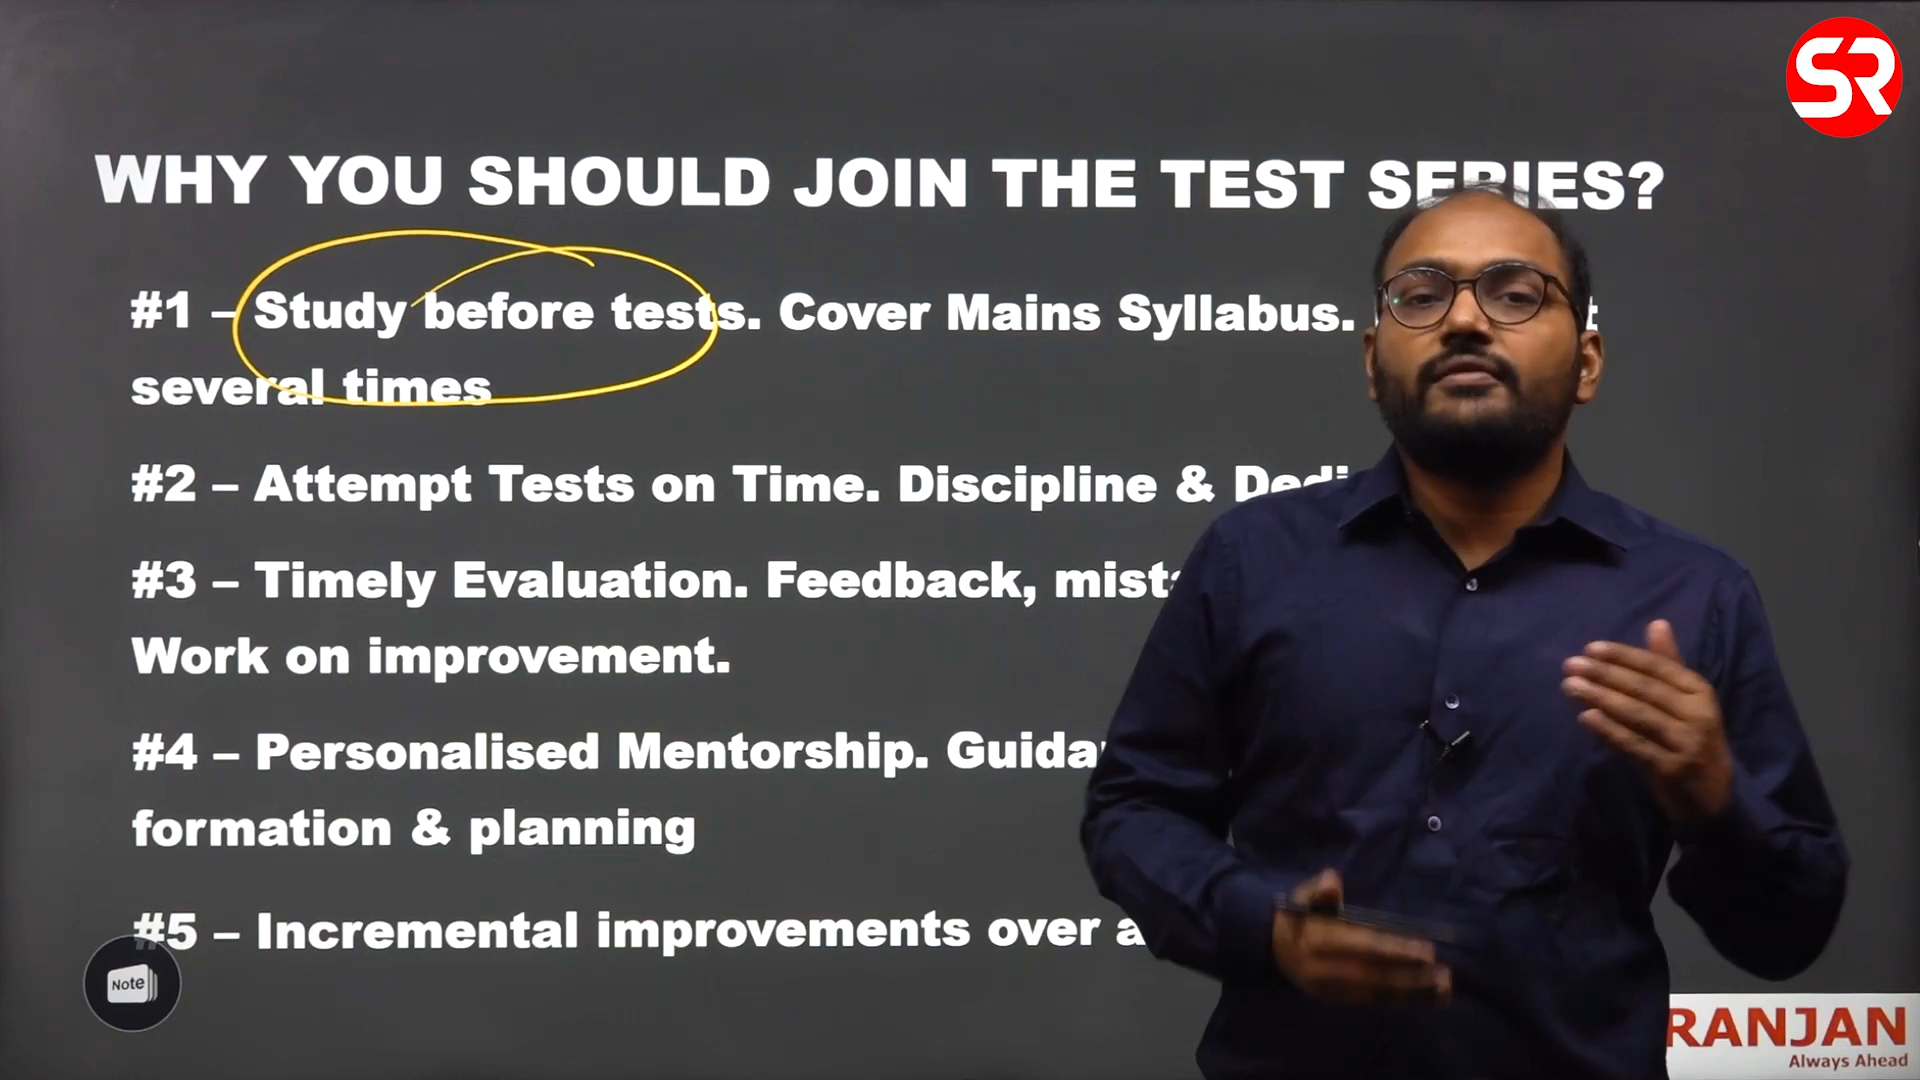 SR
WHY YOU SHOULD JOIN THE TEST SERIES?
#1 – Study before tests. Cover Mains Syllabus.
several times
#2 – Attempt Tests on Time. Discipline &
#3 – Timely Evaluation. Feedback,
Work on improvement.
#4 – Personalised Mentorship.
formation & planning
#5 – Incremental improvements over
Note
RANJAN
Always Ahead